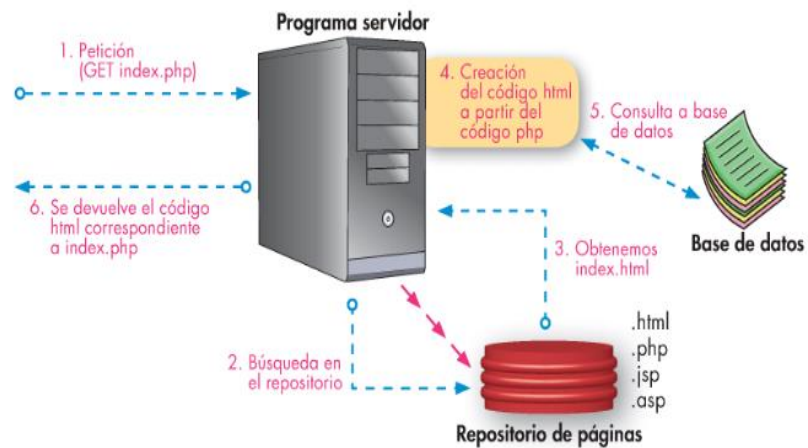 Programa servidor
1. Petición
(GET index.php)
4. Creación
del código html
a partir del
código php
5. Consulta a base
de datos
6. Se devuelve el código
html correspondiente
a index.php
3. Obtenemos
index.html
Base de datos
2. Búsqueda en
el repositorio
.html
.php
.jsp
.asp
Repositorio de páginas